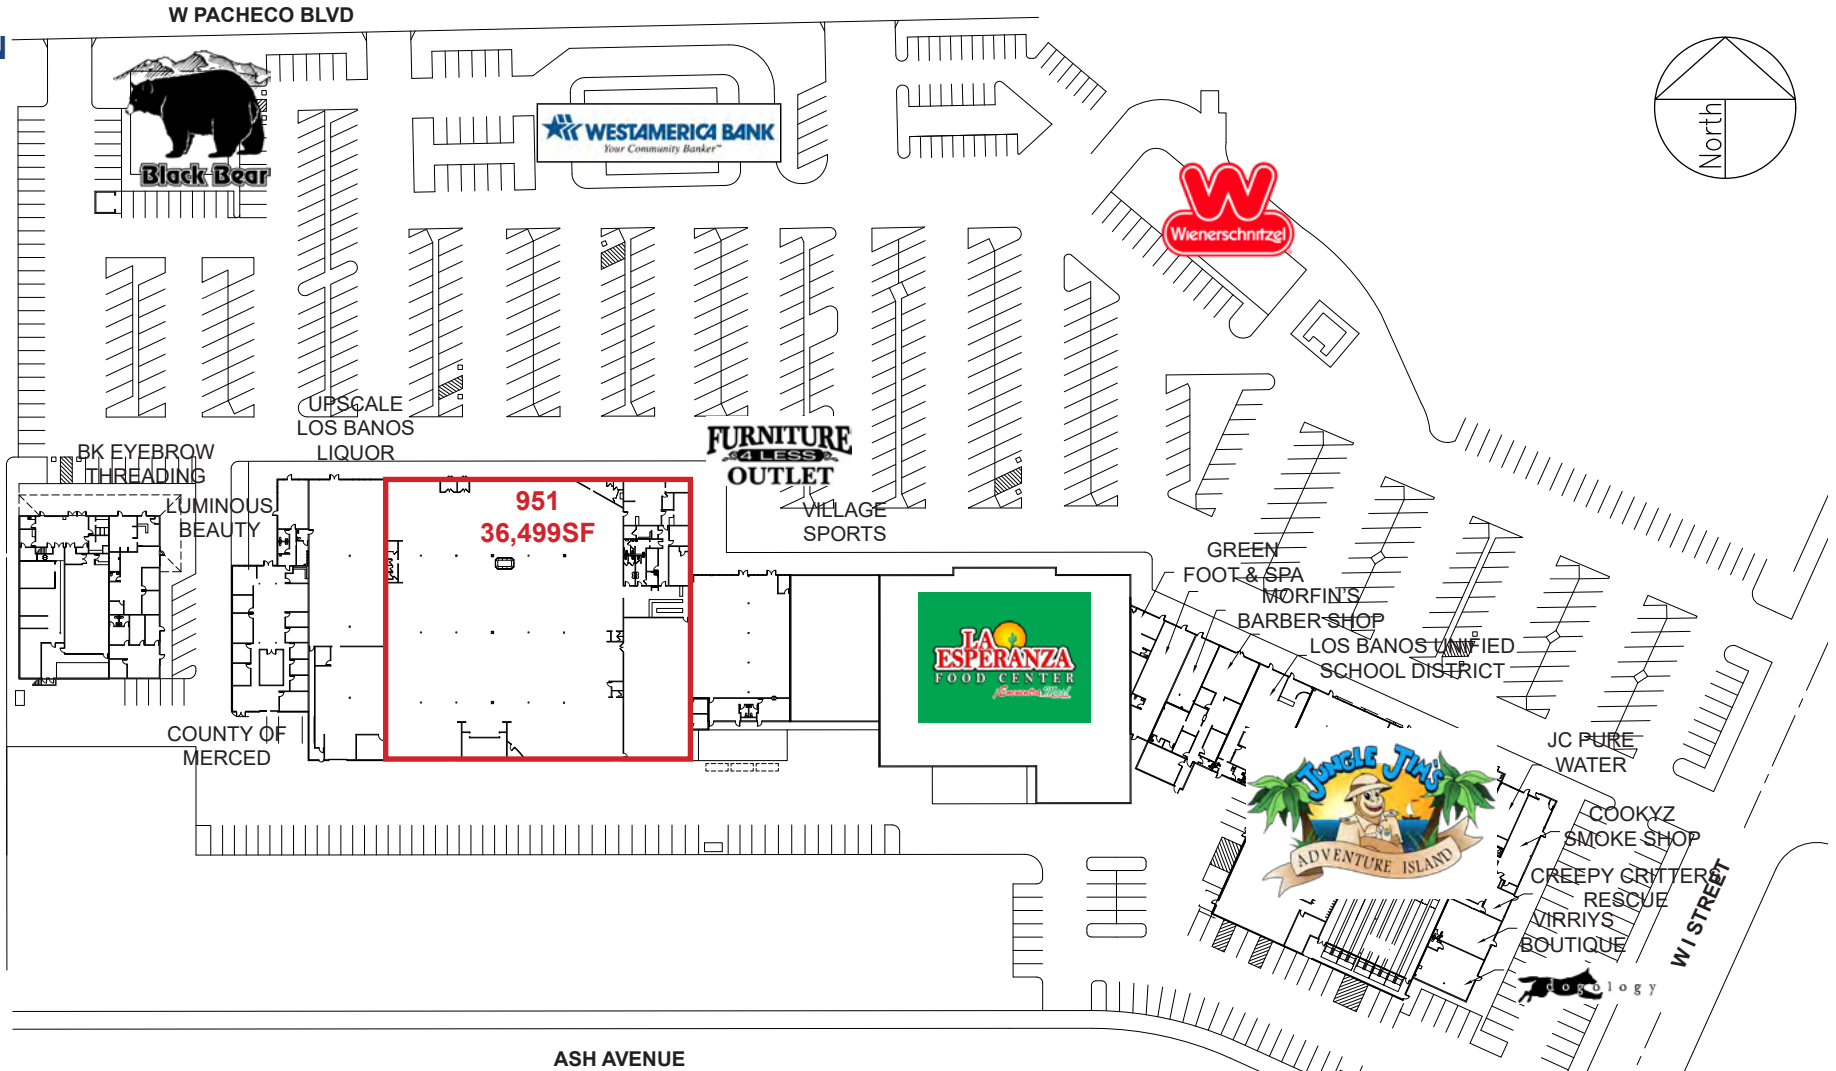 W PACHECO BLVD
N
Black Bear
WESTAMERICA BANK
Your Community Banker™
North
W
Wienerschnitzel
UPSCALE
LOS BANOS
LIQUOR
BK EYEBROW
THREADING
LUMINOUS
BEAUTY
FURNITURE
4 LESS
OUTLET
951
36,499SF
VILLAGE
SPORTS
GREEN
FOOT & SPA
MORFIN'S
BARBER SHOP
LOS BANOS UNIFIED
SCHOOL DISTRICT
LA
ESPERANZA
FOOD CENTER
COUNTY OF
MERCED
JC PURE
WATER
JUNGLE JIM'S
ADVENTURE ISLAND
COOKYZ
SMOKE SHOP
CREEPY CRITTERS
RESCUE
VIRRIYS
BOUTIQUE
dogology
W I STREET
ASH AVENUE